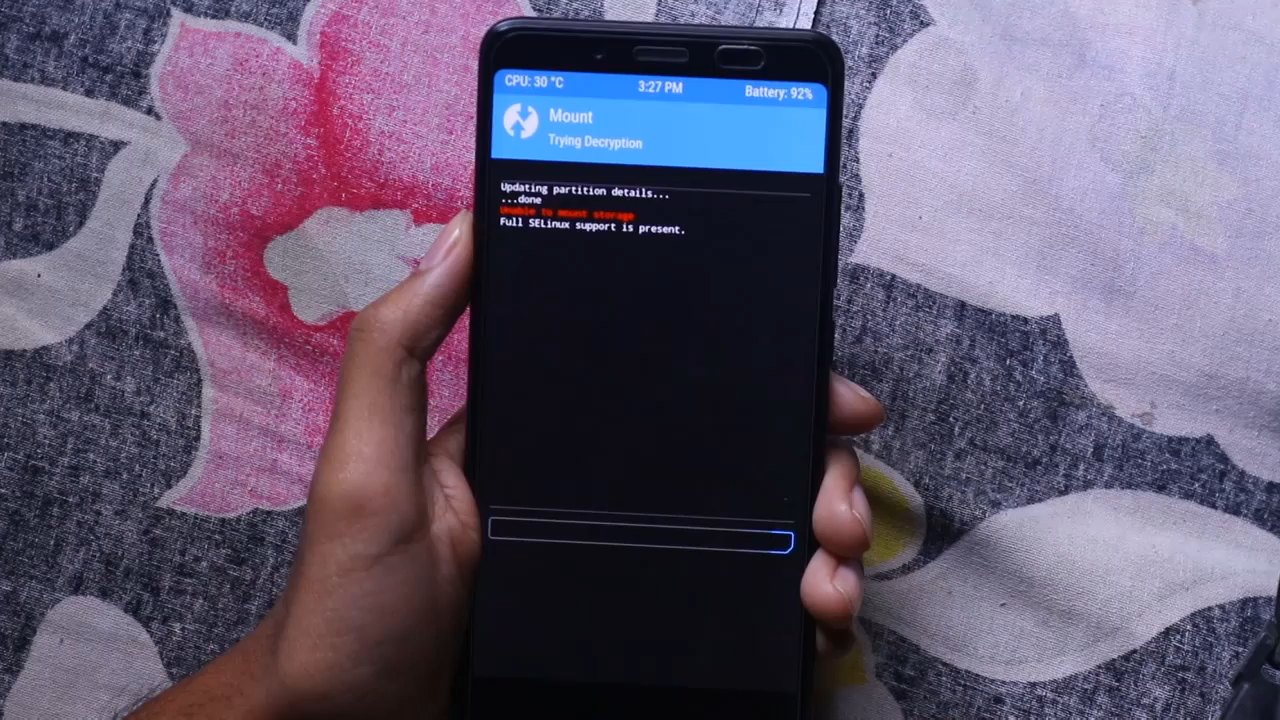 CPU: 30 °C 3:27 PM Battery: 92%
Mount
Trying Decryption
Updating partition details...
...done
Unable to mount storage
Full SELinux support is present.